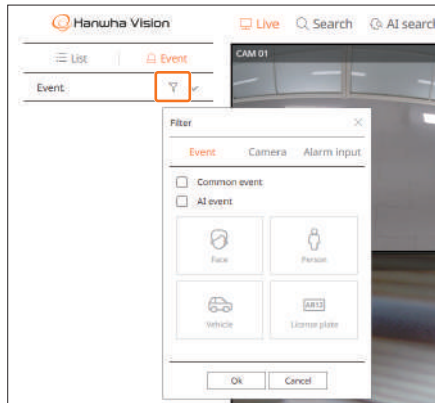 Hanwha Vision
Live Search AI search
List Event
CAM 01
Event
Filter
Event Camera Alarm input
Common event
AI event
Face Person
AB12
Vehicle License plate
Ok Cancel